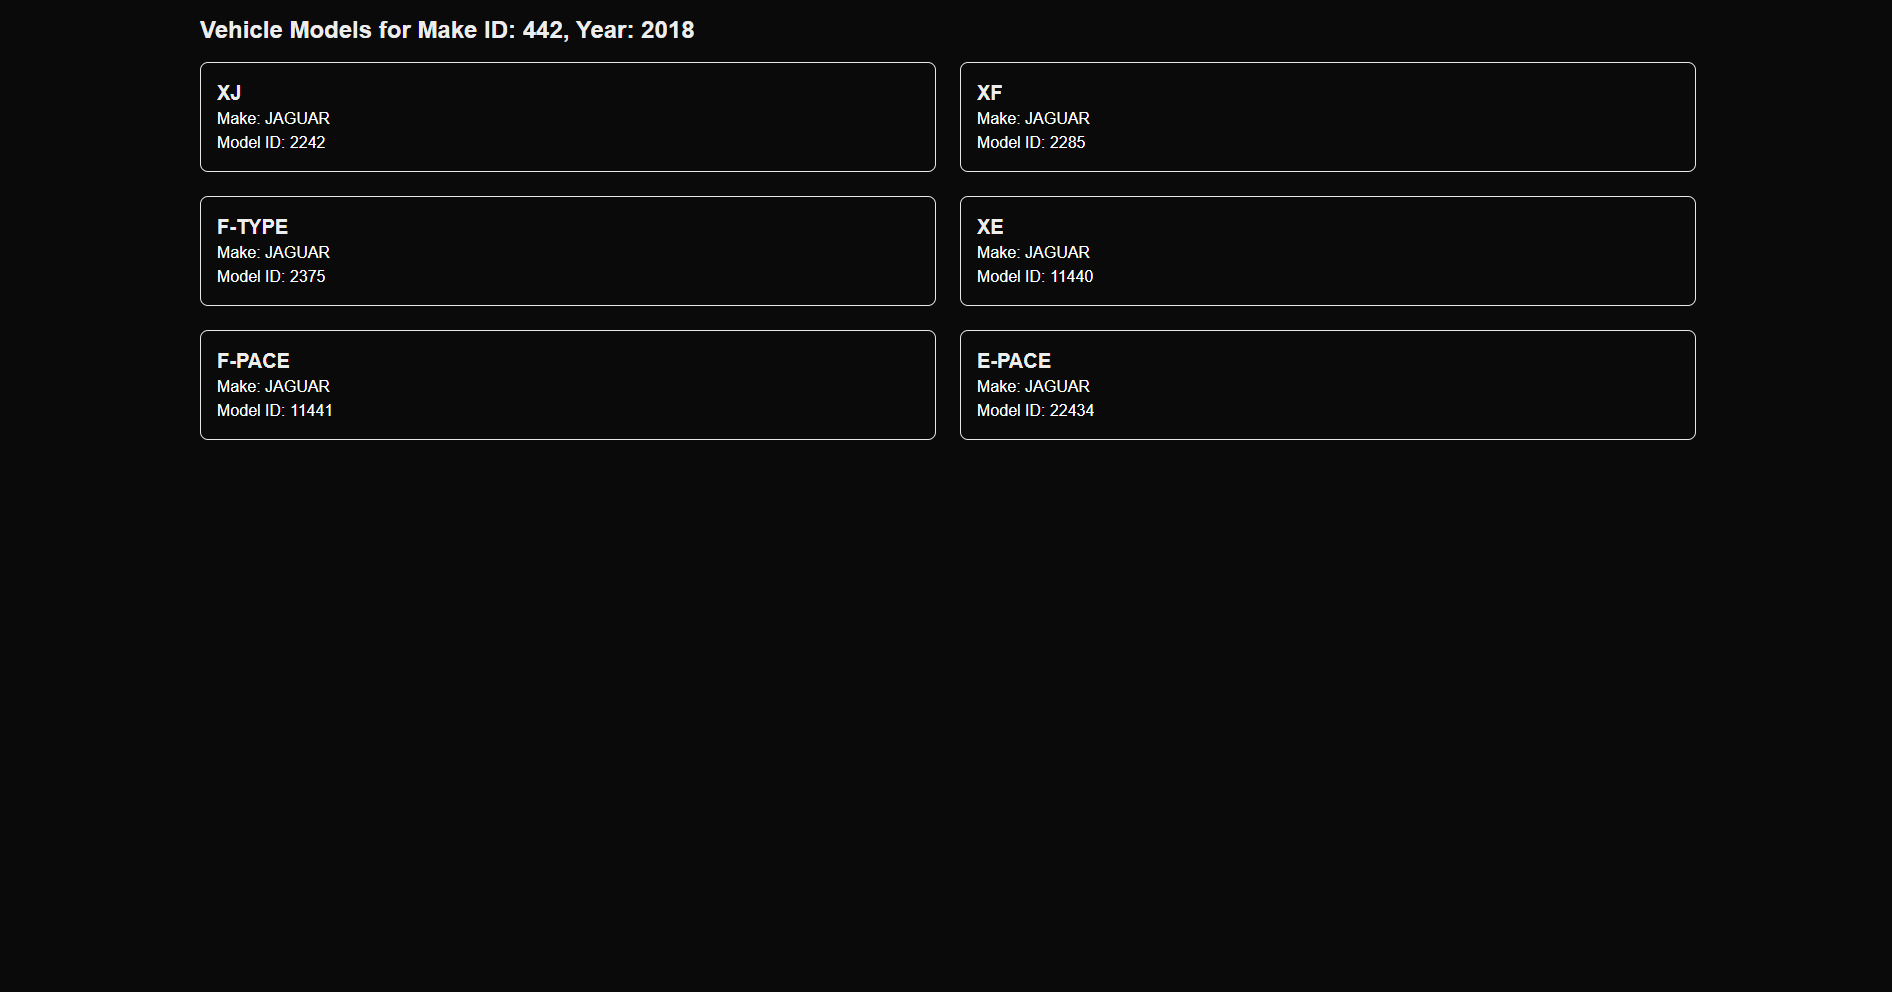 Vehicle Models for Make ID: 442, Year: 2018
XJ
Make: JAGUAR
Model ID: 2242
XF
Make: JAGUAR
Model ID: 2285
F-TYPE
Make: JAGUAR
Model ID: 2375
XE
Make: JAGUAR
Model ID: 11440
F-PACE
Make: JAGUAR
Model ID: 11441
E-PACE
Make: JAGUAR
Model ID: 22434